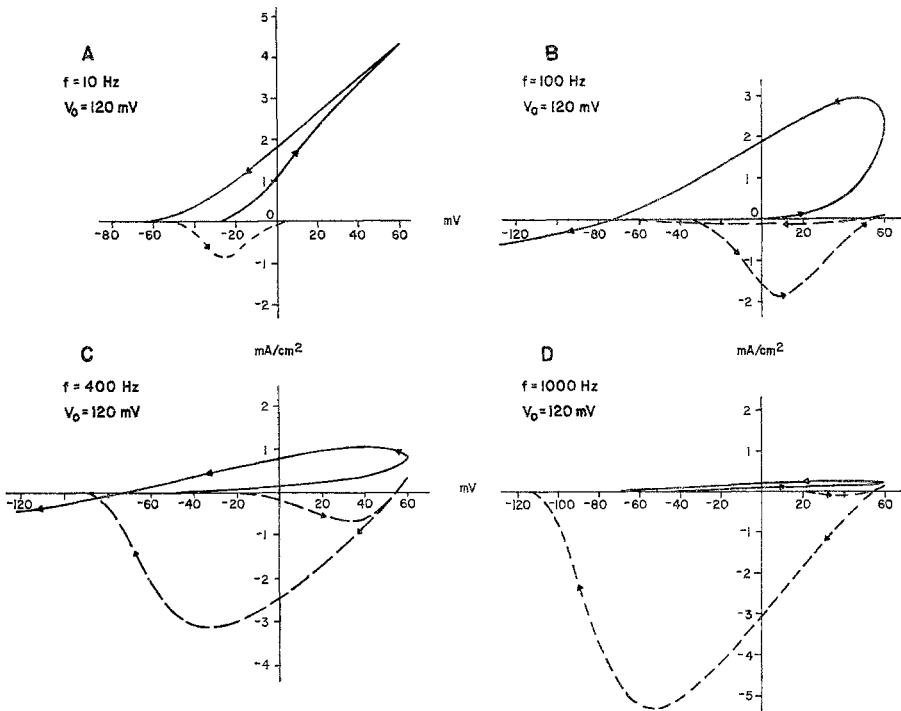 A
f = 10 Hz
V₀ = 120 mV
5
4
3
2
1
0
-80 -60 -40 -20 20 40 60
mV
-1
-2
B
f = 100 Hz
V₀ = 120 mV
3
2
1
0
-120 -100 -80 -60 -40 -20 20 60
-1
-2
C
f = 400 Hz
V₀ = 120 mV
mA/cm²
2
1
-120 -80 -60 -40 -20 20 40 60
mV
-1
-2
-3
-4
D
f = 1000 Hz
V₀ = 120 mV
mA/cm²
2
1
-120 -100 -80 -60 -40 -20 20 40 60
-1
-2
-3
-4
-5